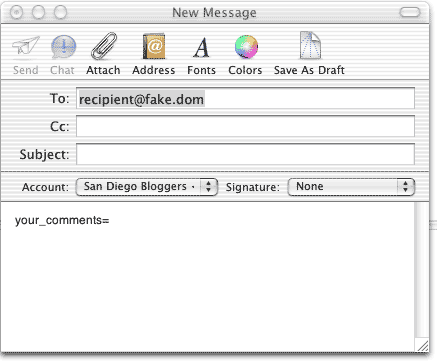 New Message
Send Chat Attach Address Fonts Colors Save As Draft
To: recipient@fake.dom
Cc:
Subject:
Account: San Diego Bloggers Signature: None
your_comments=